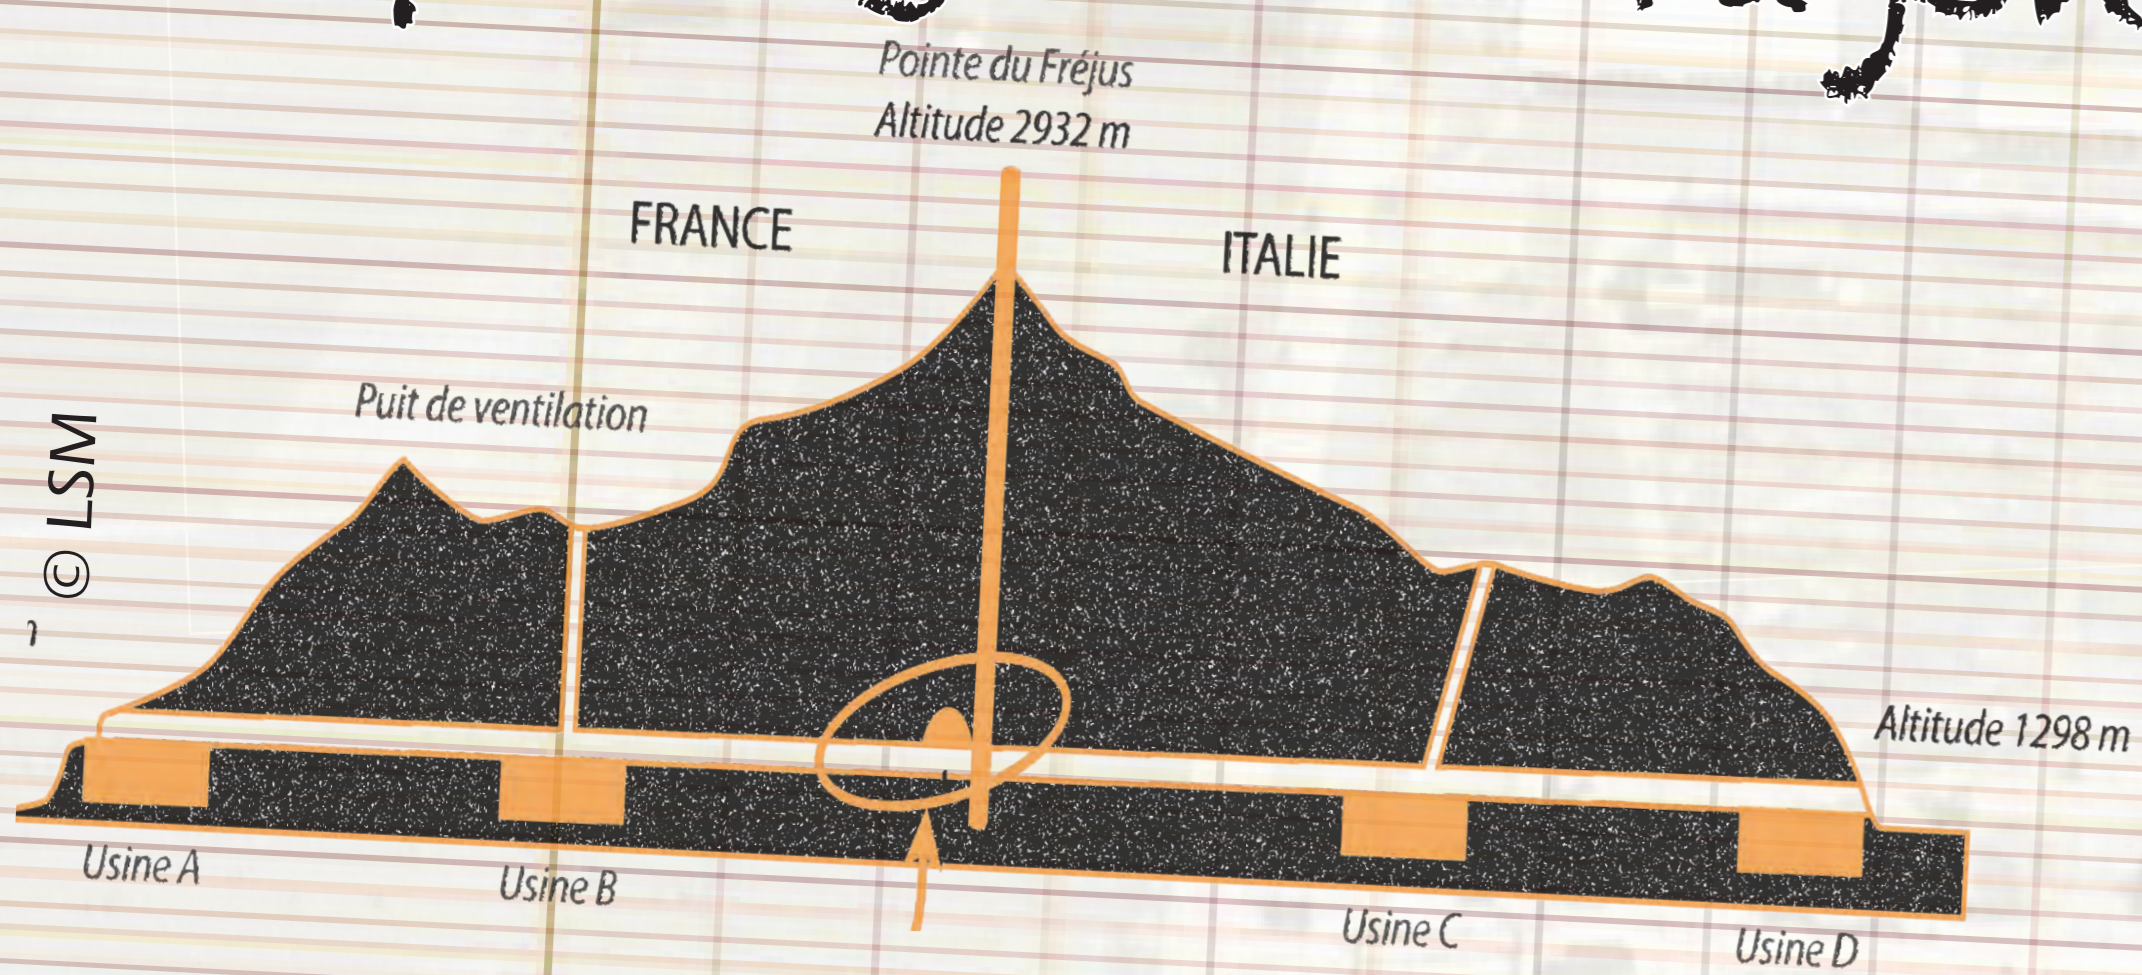 Pointe du Fréjus
Altitude 2932 m
FRANCE
ITALIE
Puit de ventilation
© LSM
Altitude 1298 m
Usine A
Usine B
Usine C
Usine D